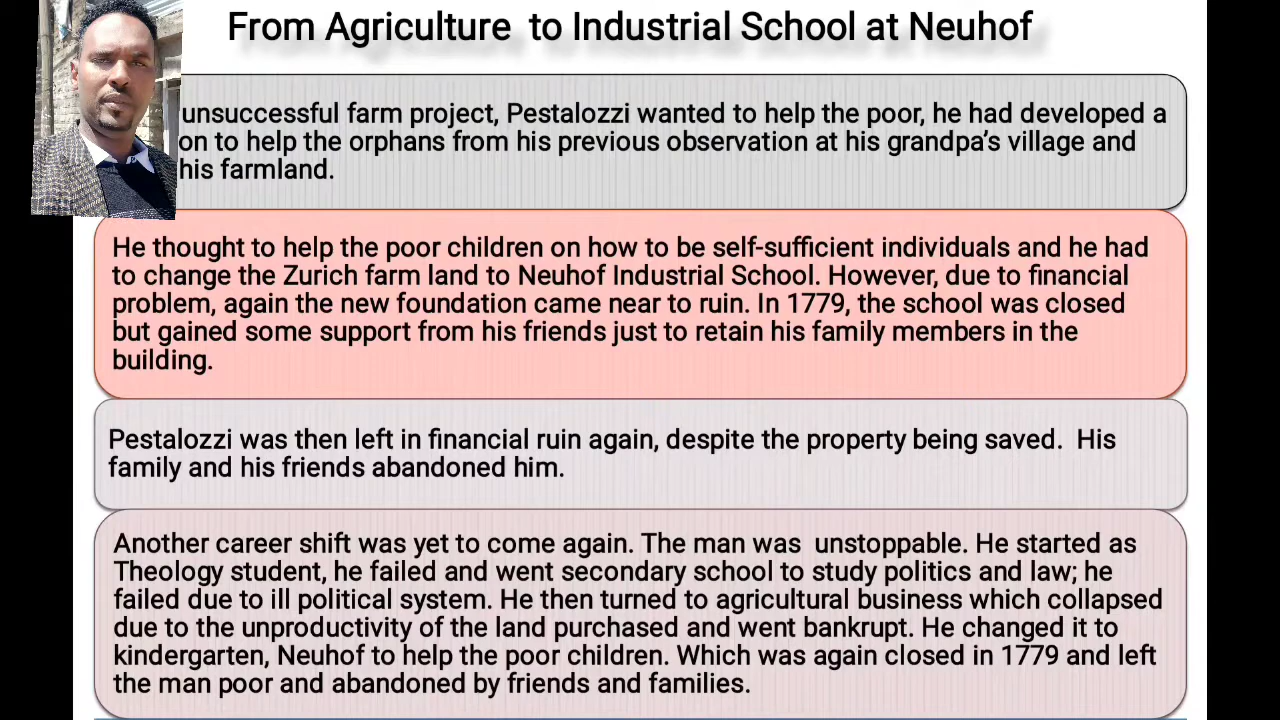 From Agriculture to Industrial School at Neuhof
unsuccessful farm project, Pestalozzi wanted to help the poor, he had developed a
on to help the orphans from his previous observation at his grandpa's village and
his farmland.
He thought to help the poor children on how to be self-sufficient individuals and he had
to change the Zurich farm land to Neuhof Industrial School. However, due to financial
problem, again the new foundation came near to ruin. In 1779, the school was closed
but gained some support from his friends just to retain his family members in the
building.
Pestalozzi was then left in financial ruin again, despite the property being saved. His
family and his friends abandoned him.
Another career shift was yet to come again. The man was unstoppable. He started as
Theology student, he failed and went secondary school to study politics and law; he
failed due to ill political system. He then turned to agricultural business which collapsed
due to the unproductivity of the land purchased and went bankrupt. He changed it to
kindergarten, Neuhof to help the poor children. Which was again closed in 1779 and left
the man poor and abandoned by friends and families.